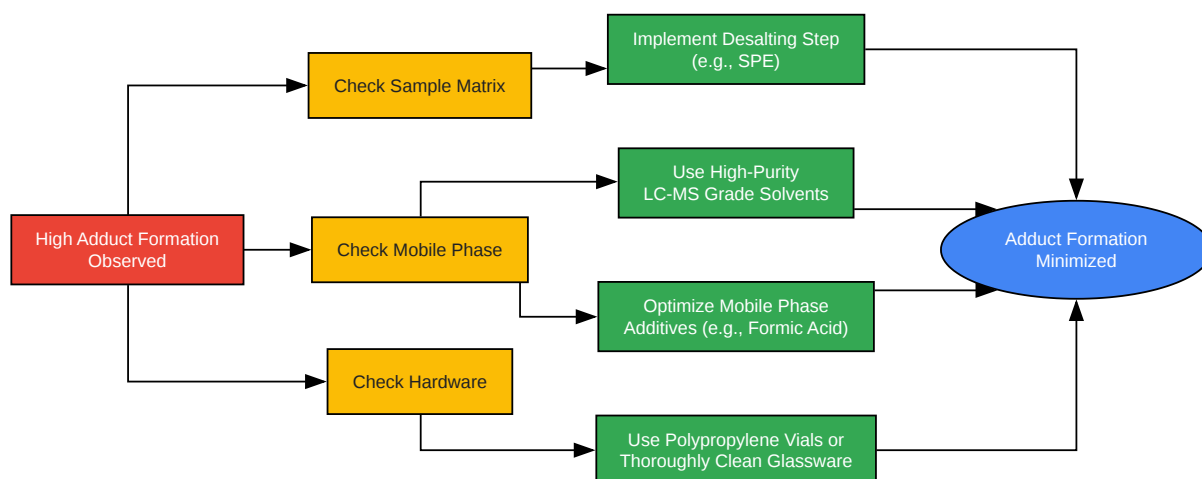 High Adduct Formation
Observed
Check Sample Matrix
Check Mobile Phase
Check Hardware
Implement Desalting Step
(e.g., SPE)
Use High-Purity
LC-MS Grade Solvents
Optimize Mobile Phase
Additives (e.g., Formic Acid)
Use Polypropylene Vials or
Thoroughly Clean Glassware
Adduct Formation
Minimized